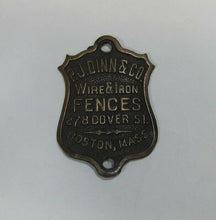 P.J. DINN & CO.
WIRE & IRON
FENCES
278 DOVER ST.
BOSTON, MASS.